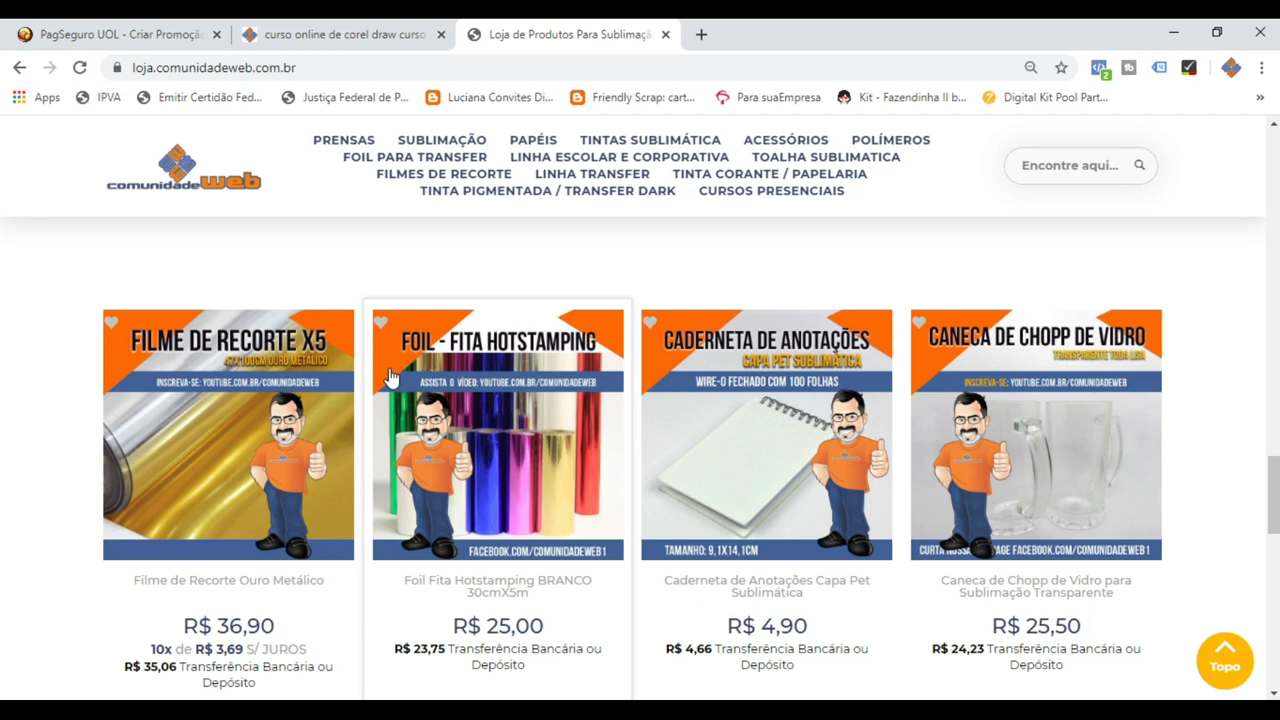 PagSeguro UOL - Criar Promoçã
curso online de corel draw curso
Loja de Produtos Para Sublimaçã
loja.comunidadeweb.com.br
Apps
IPVA
Emitir Certidão Fed...
Justiça Federal de P...
Luciana Convites Di...
Friendly Scrap: cart...
Para suaEmpresa
Kit - Fazendinha II b...
Digital Kit Pool Part...
»
comunidadeweb
PRENSAS SUBLIMAÇÃO PAPÉIS TINTAS SUBLIMÁTICA ACESSÓRIOS POLÍMEROS
FOIL PARA TRANSFER LINHA ESCOLAR E CORPORATIVA TOALHA SUBLIMATICA
FILMES DE RECORTE LINHA TRANSFER TINTA CORANTE / PAPELARIA
TINTA PIGMENTADA / TRANSFER DARK CURSOS PRESENCIAIS
Encontre aqui...
FILME DE RECORTE X5
47X100CM/OURO METÁLICO
INSCREVA-SE: YOUTUBE.COM.BR/COMUNIDADEWEB
Filme de Recorte Ouro Metálico
R$ 36,90
10x de R$ 3,69 S/ JUROS
R$ 35,06 Transferência Bancária ou
Depósito
FOIL - FITA HOTSTAMPING
ASSISTA O VÍDEO: YOUTUBE.COM.BR/COMUNIDADEWEB
FACEBOOK.COM/COMUNIDADEWEB1
Foil Fita Hotstamping BRANCO
30cmX5m
R$ 25,00
R$ 23,75 Transferência Bancária ou
Depósito
CADERNETA DE ANOTAÇÕES
CAPA PET SUBLIMÁTICA
WIRE-O FECHADO COM 100 FOLHAS
TAMANHO: 9,1X14,1CM
Caderneta de Anotações Capa Pet
Sublimática
R$ 4,90
R$ 4,66 Transferência Bancária ou
Depósito
CANECA DE CHOPP DE VIDRO
TRANSPARENTE TODA LISA
INSCREVA-SE: YOUTUBE.COM.BR/COMUNIDADEWEB
CURTA NOSSA PAGE FACEBOOK.COM/COMUNIDADEWEB1
Caneca de Chopp de Vidro para
Sublimação Transparente
R$ 25,50
R$ 24,23 Transferência Bancária ou
Depósito
Topo